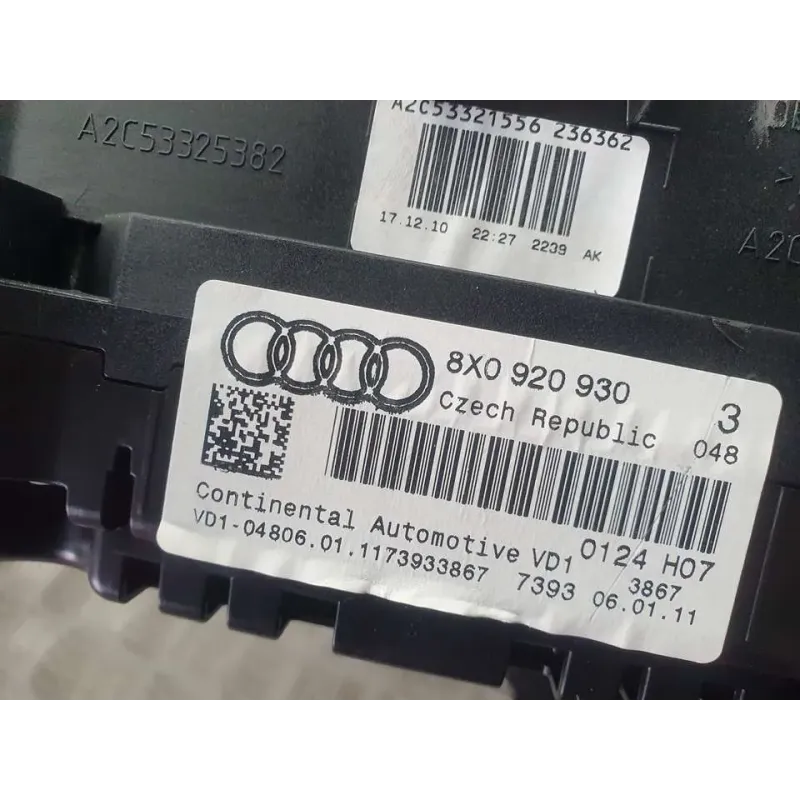 A2C53325382
A2C53321556 236362
17.12.10 22:27 2239 AK
8X0 920 930 3
Czech Republic 048
Continental Automotive VD1 0124 H07
VD1-04806.01.1173933867 7393 3867
06.01.11